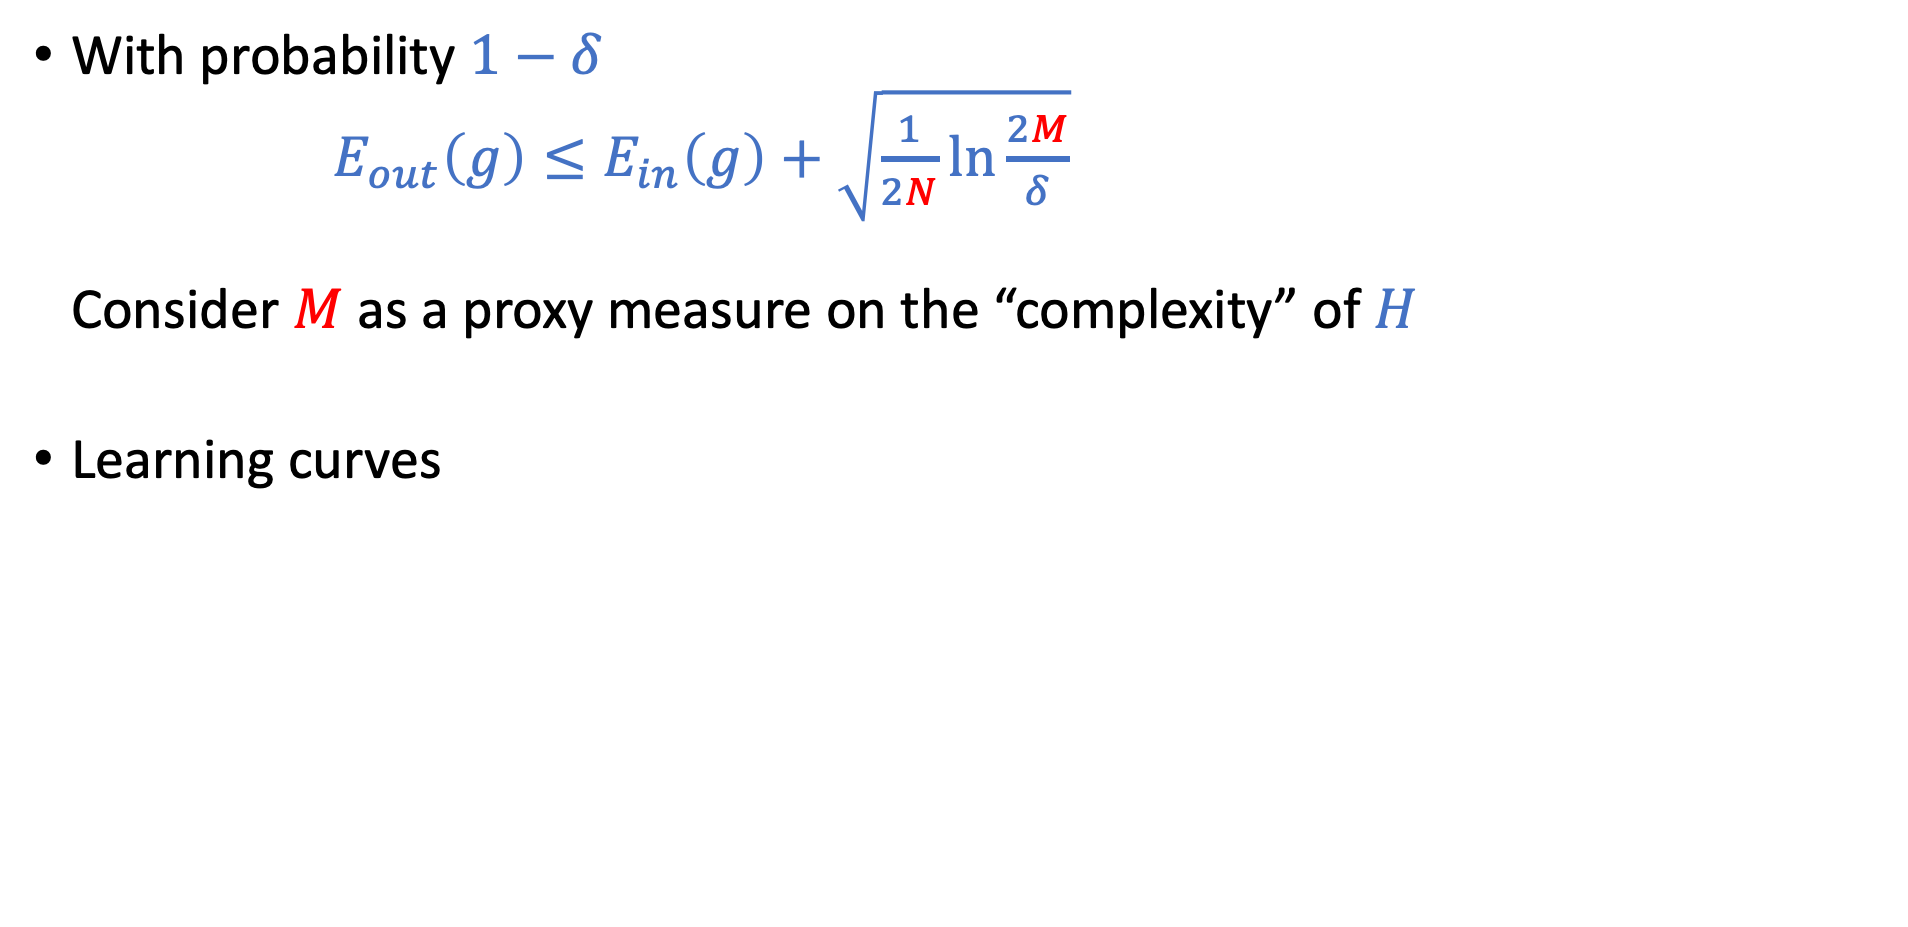 • With probability 1 − δ
E_out(g) ≤ E_in(g) + √(1/(2N) ln (2M/δ))
Consider M as a proxy measure on the “complexity” of H
• Learning curves